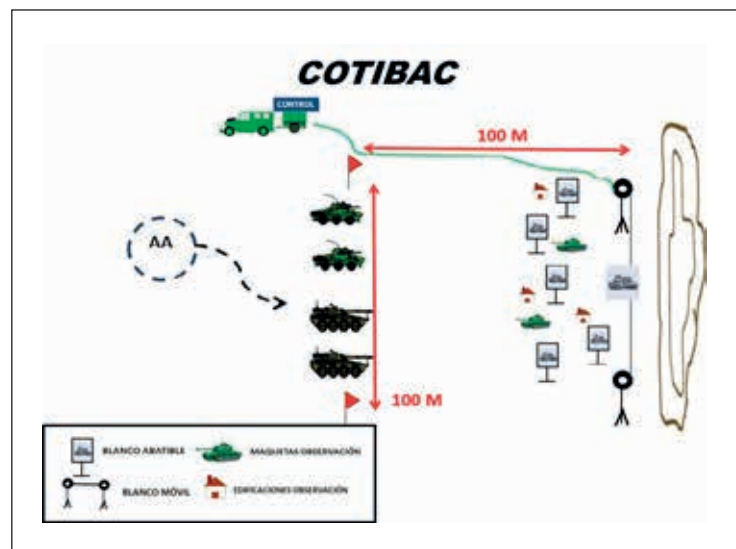 COTIBAC
CONTROL
100 M
AA
100 M
BLANCO ABATIBLE
MAQUETAS OBSERVACIÓN
BLANCO MÓVIL
EDIFICACIONES OBSERVACIÓN